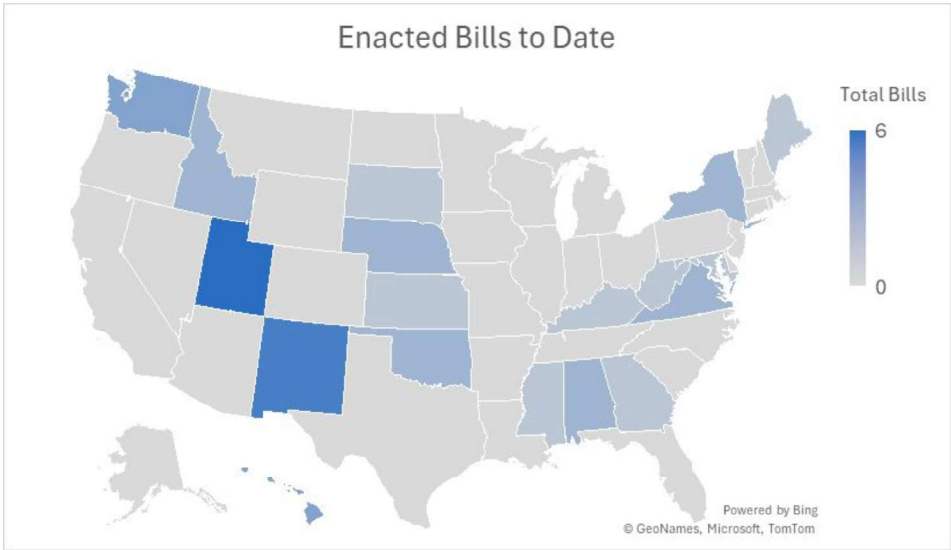 Enacted Bills to Date
Total Bills
6
0
Powered by Bing
© GeoNames, Microsoft, TomTom